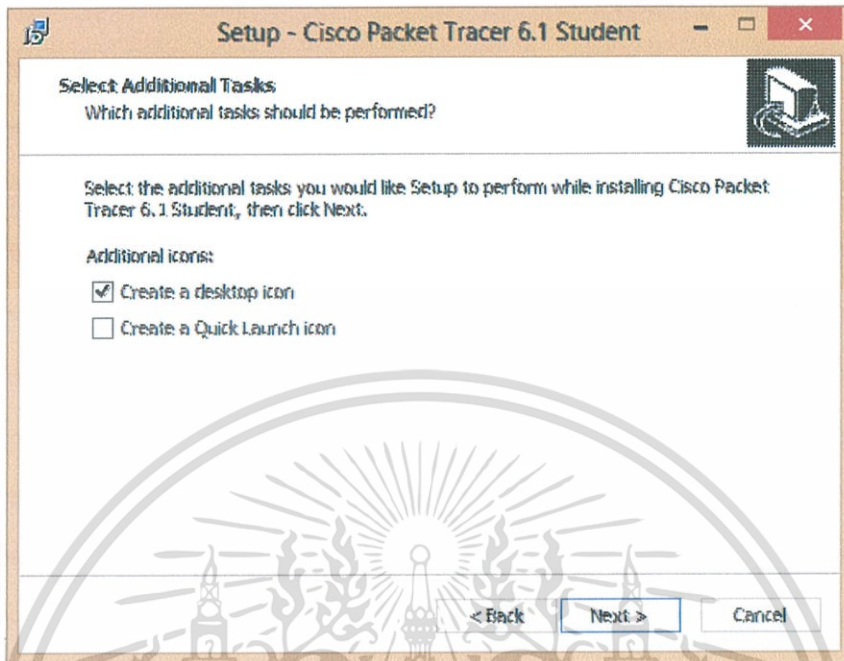 Setup - Cisco Packet Tracer 6.1 Student
Select Additional Tasks
Which additional tasks should be performed?
Select the additional tasks you would like Setup to perform while installing Cisco Packet
Tracer 6.1 Student, then click Next.
Additional icons:
Create a desktop icon
Create a Quick Launch icon
< Back
Next >
Cancel